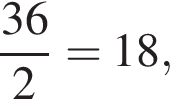 36/2 = 18,